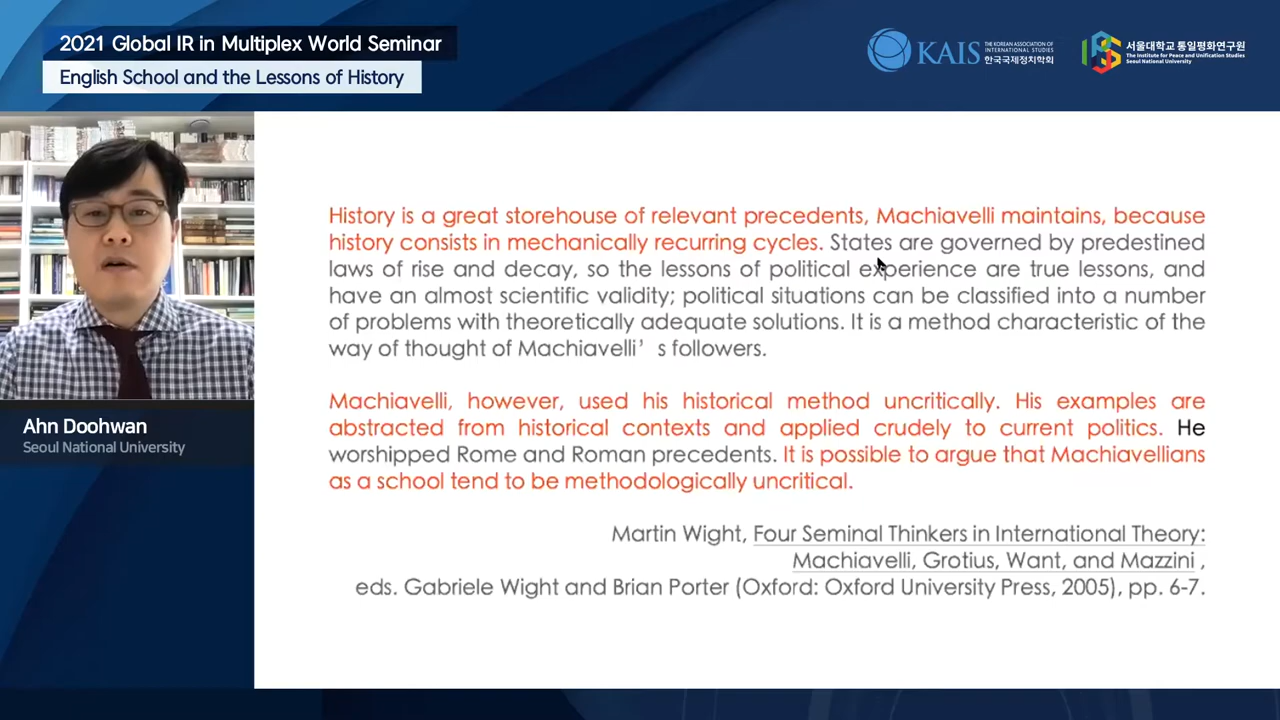 2021 Global IR in Multiplex World Seminar
English School and the Lessons of History
KAIS
THE KOREAN ASSOCIATION OF
INTERNATIONAL STUDIES
한국국제정치학회
서울대학교 통일평화연구원
The Institute for Peace and Unification Studies
Seoul National University
History is a great storehouse of relevant precedents, Machiavelli maintains, because
history consists in mechanically recurring cycles. States are governed by predestined
laws of rise and decay, so the lessons of political experience are true lessons, and
have an almost scientific validity; political situations can be classified into a number
of problems with theoretically adequate solutions. It is a method characteristic of the
way of thought of Machiavelli’ s followers.
Machiavelli, however, used his historical method uncritically. His examples are
abstracted from historical contexts and applied crudely to current politics. He
worshipped Rome and Roman precedents. It is possible to argue that Machiavellians
as a school tend to be methodologically uncritical.
Martin Wight, Four Seminal Thinkers in International Theory:
Machiavelli, Grotius, Want, and Mazzini ,
eds. Gabriele Wight and Brian Porter (Oxford: Oxford University Press, 2005), pp. 6-7.
Ahn Doohwan
Seoul National University